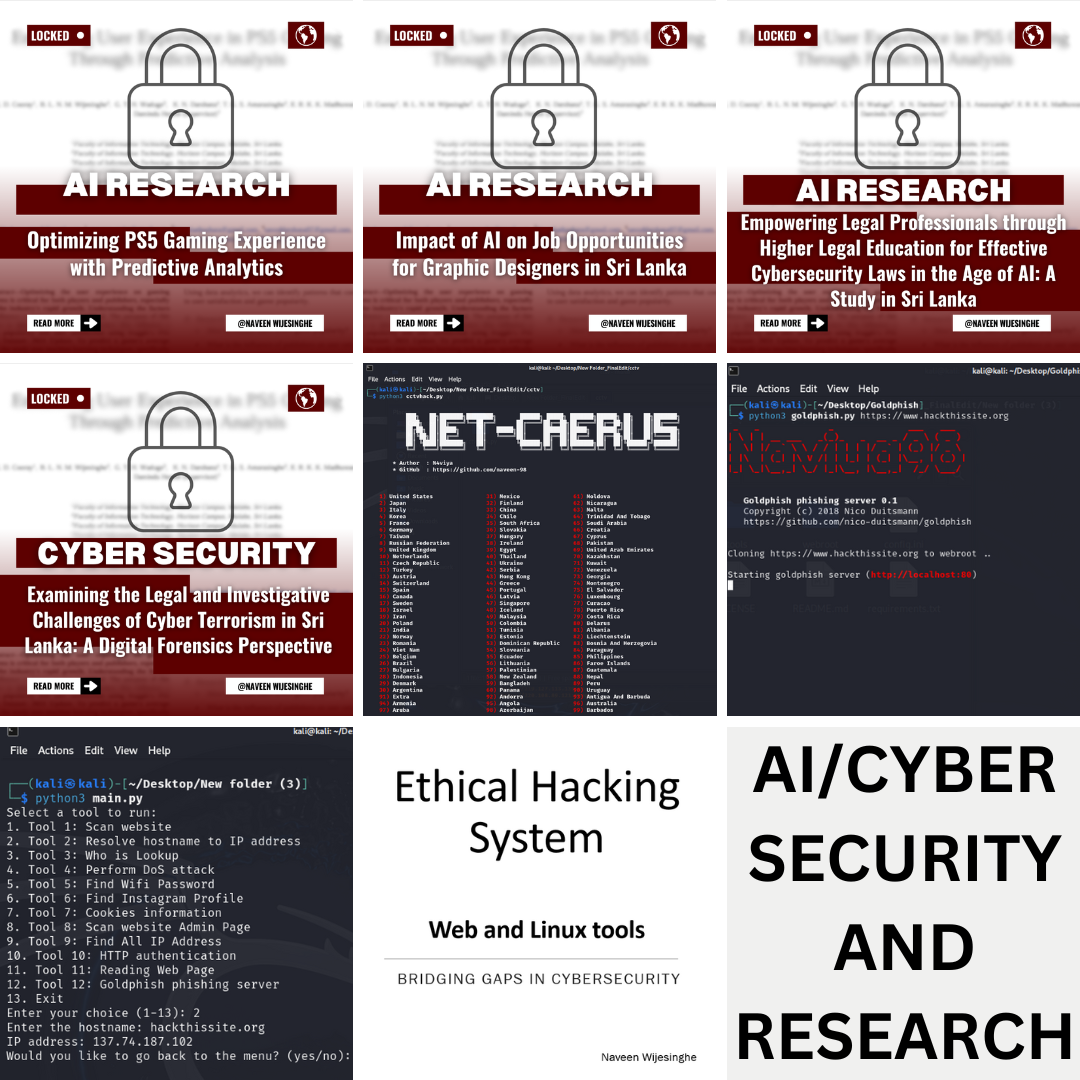 LOCKED
AI RESEARCH
Optimizing PS5 Gaming Experience
with Predictive Analytics
READ MORE
@NAVEEN WIJESINGHE
LOCKED
AI RESEARCH
Impact of AI on Job Opportunities
for Graphic Designers in Sri Lanka
READ MORE
@NAVEEN WIJESINGHE
LOCKED
AI RESEARCH
Empowering Legal Professionals through
Higher Legal Education for Effective
Cybersecurity Laws in the Age of AI: A
Study in Sri Lanka
READ MORE
@NAVEEN WIJESINGHE
LOCKED
CYBER SECURITY
Examining the Legal and Investigative
Challenges of Cyber Terrorism in Sri
Lanka: A Digital Forensics Perspective
READ MORE
@NAVEEN WIJESINGHE
kali@kali: ~/Desktop/New Folder_FinalEdit/cctv
File Actions Edit View Help
(kali㉿kali)-[~/Desktop/New Folder_FinalEdit/cctv]
$ python3 cctvhack.py
NET-CAERUS
* Author :
* GitHub : https://github.com/naveen-98
United States Mexico Moldova
Japan Finland Nicaragua
Italy China Malta
Korea Chile Trinidad And Tobago
France South Africa Saudi Arabia
Germany Slovakia Croatia
Taiwan Hungary Cyprus
Russian Federation Ireland Pakistan
United Kingdom Egypt United Arab Emirates
Netherlands Thailand Kazakhstan
Czech Republic Ukraine Kuwait
Turkey Serbia Venezuela
Austria Hong Kong Georgia
Switzerland Greece Montenegro
Spain Portugal El Salvador
Canada Latvia Luxembourg
Sweden Singapore Curacao
Israel Iceland Puerto Rico
Iran Malaysia Costa Rica
Poland Colombia Belarus
India Tunisia Albania
Norway Estonia Liechtenstein
Romania Dominican Republic Bosnia And Herzegovia
Viet Nam Sloveania Paraguay
Belgium Ecuador Philippines
Brazil Lithuania Faroe Islands
Bulgaria Palestinian Guatemala
Indonesia New Zealand Nepal
Denmark Bangladeh Peru
Argentina Panama Uruguay
Extra Andorra Antigua And Barbuda
Armenia Angola Australia
Aruba Azerbaijan Barbados
kali@kali: ~/Desktop/Goldphis
File Actions Edit View Help
(kali㉿kali)-[~/Desktop/Goldphish]
$ python3 goldphish.py https://www.hackthissite.org
Naviya98
Goldphish phishing server 0.1
Copyright (c) 2018 Nico Duitsmann
https://github.com/nico-duitsmann/goldphish
Cloning https://www.hackthissite.org to webroot ..
Starting goldphish server (http://localhost:80)
kali@kali: ~/De
File Actions Edit View Help
(kali㉿kali)-[~/Desktop/New folder (3)]
$ python3 main.py
Select a tool to run:
1. Tool 1: Scan website
2. Tool 2: Resolve hostname to IP address
3. Tool 3: Who is Lookup
4. Tool 4: Perform DoS attack
5. Tool 5: Find Wifi Password
6. Tool 6: Find Instagram Profile
7. Tool 7: Cookies information
8. Tool 8: Scan website Admin Page
9. Tool 9: Find All IP Address
10. Tool 10: HTTP authentication
11. Tool 11: Reading Web Page
12. Tool 12: Goldphish phishing server
13. Exit
Enter your choice (1-13): 2
Enter the hostname: hackthissite.org
IP address: 137.74.187.102
Would you like to go back to the menu? (yes/no):
Ethical Hacking
System
Web and Linux tools
BRIDGING GAPS IN CYBERSECURITY
Naveen Wijesinghe
AI/CYBER
SECURITY
AND
RESEARCH